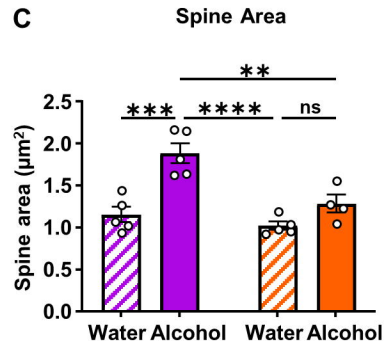 C
Spine Area
**
*** **** ns
Spine area (µm²)
2.5
2.0
1.5
1.0
0.5
0.0
Water Alcohol Water Alcohol